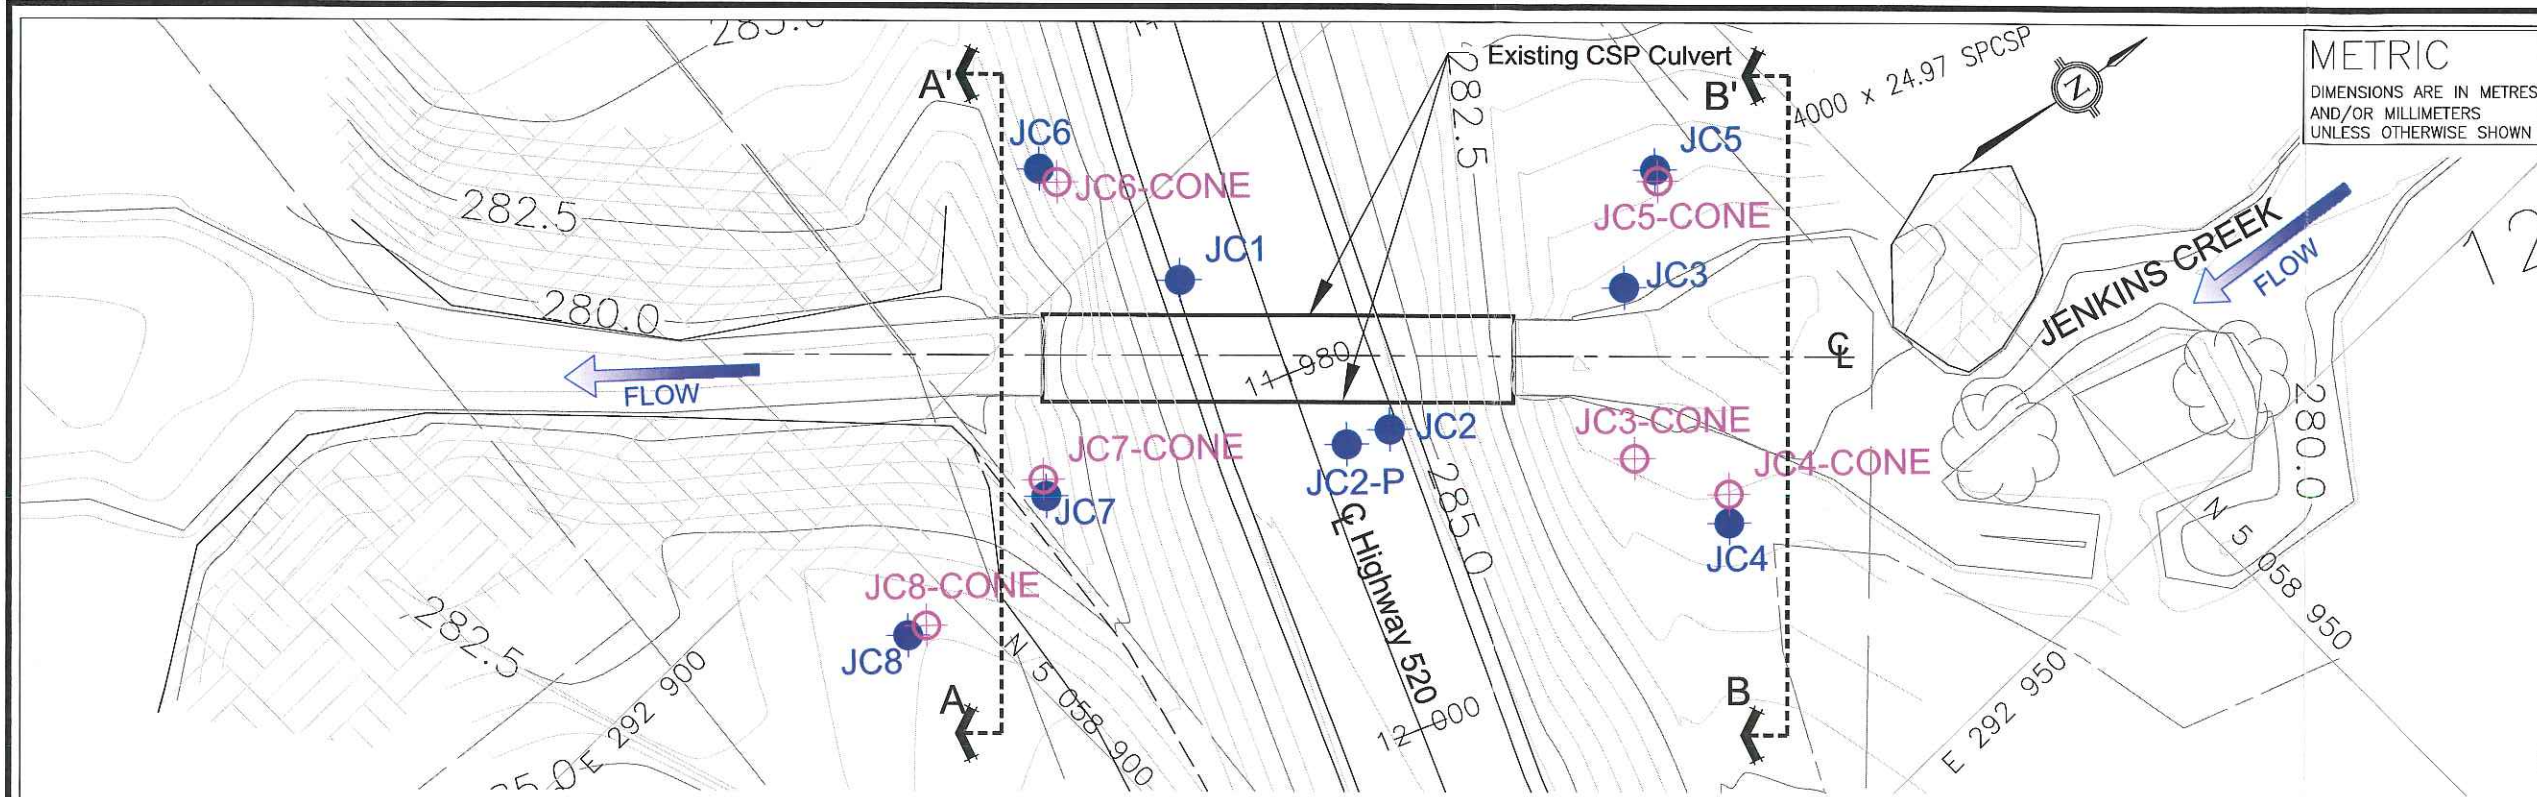 285.0
11
Existing CSP Culvert
282.5
4000 x 24.97 SPCSP
N
METRIC
DIMENSIONS ARE IN METRES
AND/OR MILLIMETERS
UNLESS OTHERWISE SHOWN
A'
B'
JC6
JC6-CONE
JC5
JC5-CONE
282.5
JC1
JC3
JENKINS CREEK
FLOW
12
280.0
11+980
CL
FLOW
JC2
JC3-CONE
JC7-CONE
JC4-CONE
280.0
JC2-P
JC7
285.0
JC4
CL Highway 520
N 5 058 950
JC8-CONE
282.5
JC8
E 292 900
N 5 058 900
A
B
12+000
E 292 950